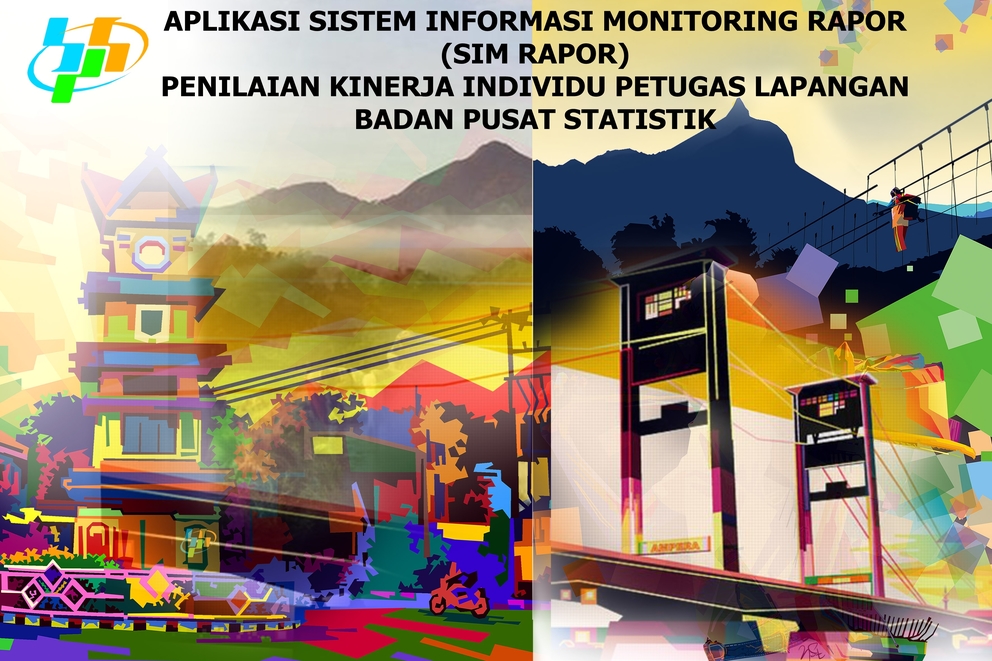 APLIKASI SISTEM INFORMASI MONITORING RAPOR
(SIM RAPOR)
PENILAIAN KINERJA INDIVIDU PETUGAS LAPANGAN
BADAN PUSAT STATISTIK
AMPERA